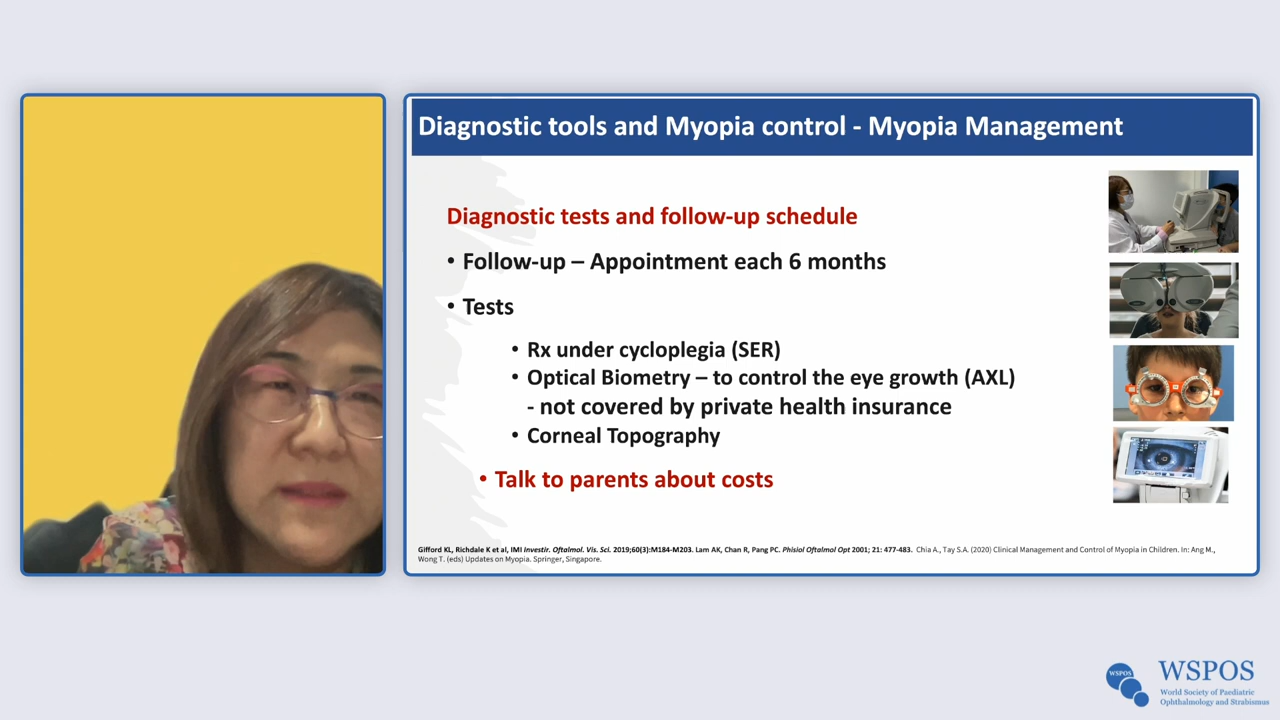 Diagnostic tools and Myopia control - Myopia Management
Diagnostic tests and follow-up schedule
• Follow-up – Appointment each 6 months
• Tests
• Rx under cycloplegia (SER)
• Optical Biometry – to control the eye growth (AXL)
- not covered by private health insurance
• Corneal Topography
• Talk to parents about costs
Gifford KL, Richdale K et al, IMI Investir. Oftalmol. Vis. Sci. 2019;60(3):M184-M203. Lam AK, Chan R, Pang PC. Phisiol Oftalmol Opt 2001; 21: 477-483. Chia A., Tay S.A. (2020) Clinical Management and Control of Myopia in Children. In: Ang M.,
Wong T. (eds) Updates on Myopia. Springer, Singapore.
WSPOS
WSPOS
World Society of Paediatric
Ophthalmology and Strabismus